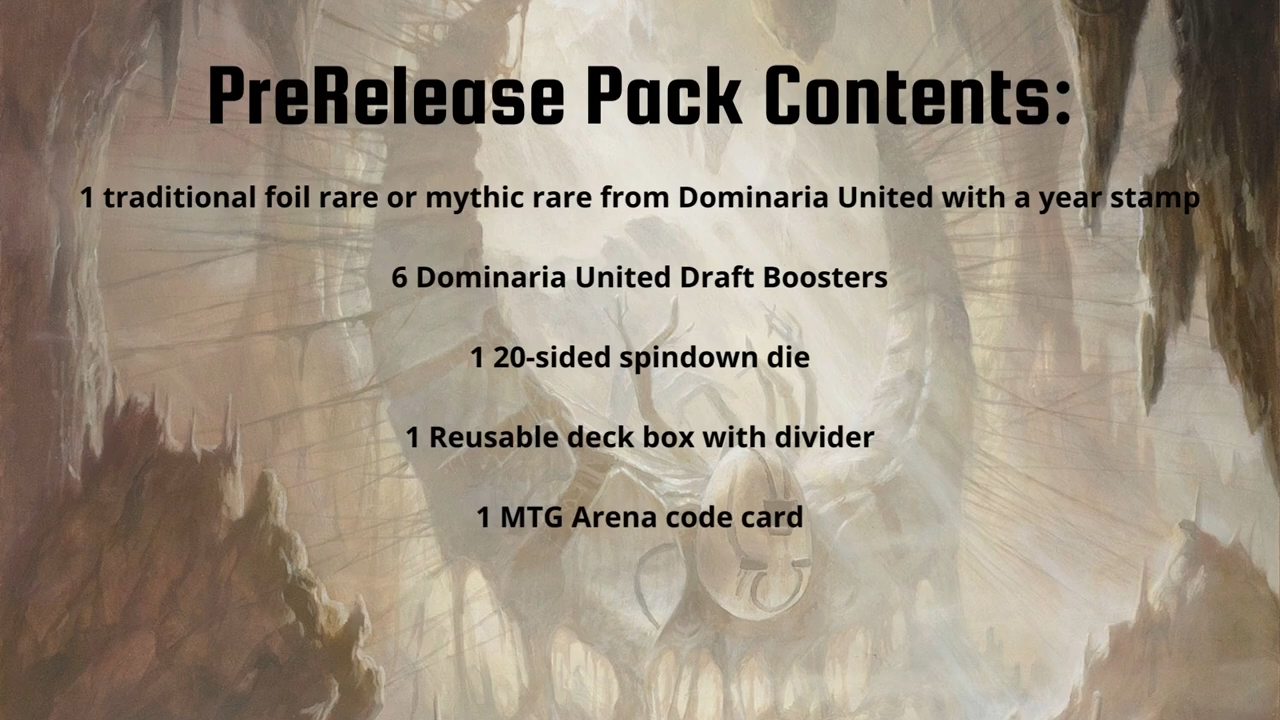 PreRelease Pack Contents:
1 traditional foil rare or mythic rare from Dominaria United with a year stamp
6 Dominaria United Draft Boosters
1 20-sided spindown die
1 Reusable deck box with divider
1 MTG Arena code card